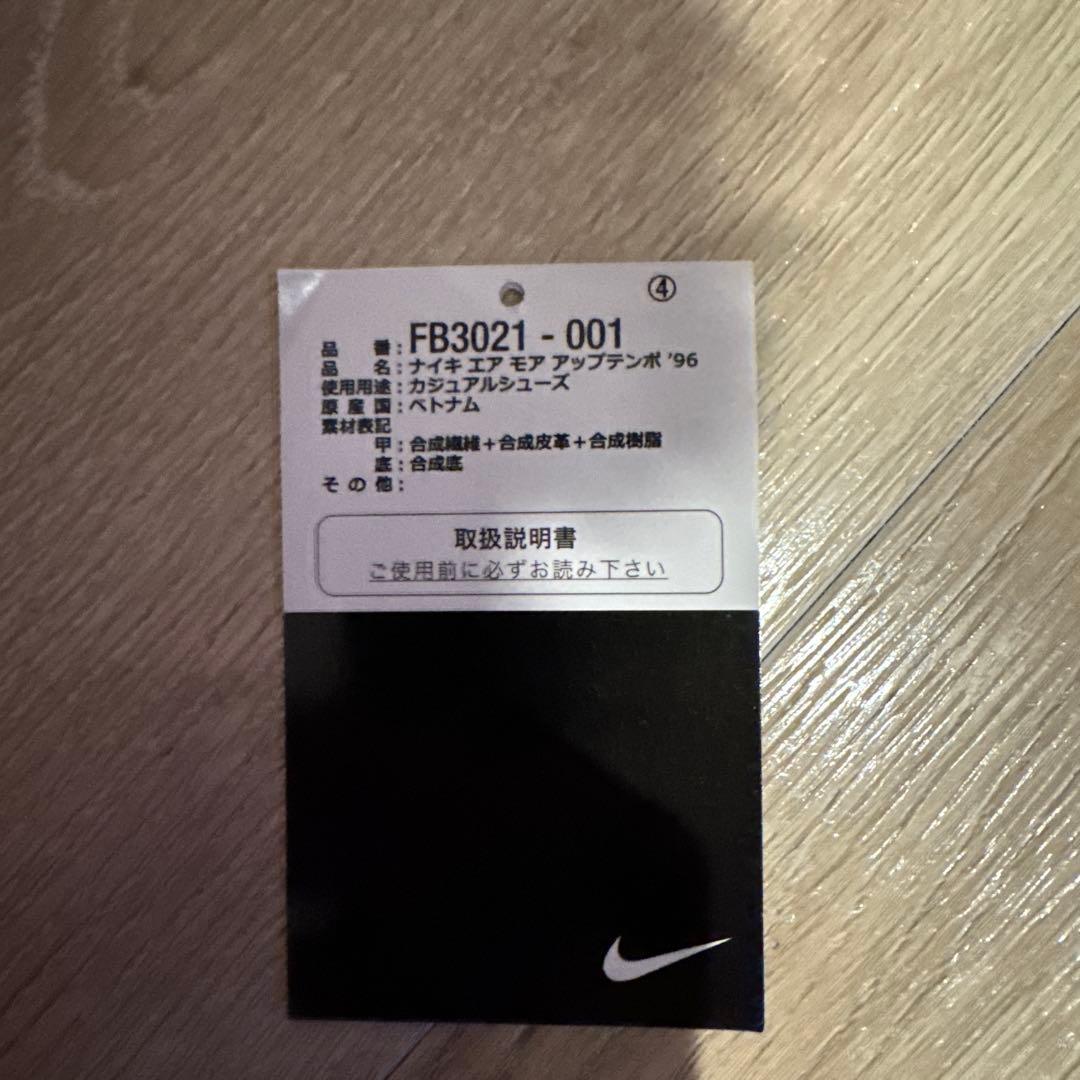 ④
品 番: FB3021 - 001
品 名: ナイキ エア モア アップテンポ '96
使用用途: カジュアルシューズ
原 産 国: ベトナム
素材表記
甲: 合成繊維+合成皮革+合成樹脂
底: 合成底
そ の 他:
取扱説明書
ご使用前に必ずお読み下さい